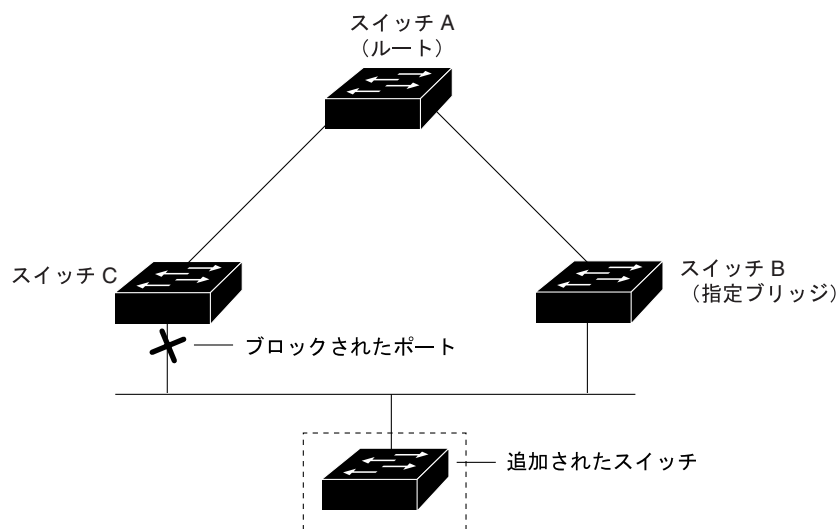 スイッチ A
（ルート）
スイッチ C
スイッチ B
（指定ブリッジ）
ブロックされたポート
追加されたスイッチ